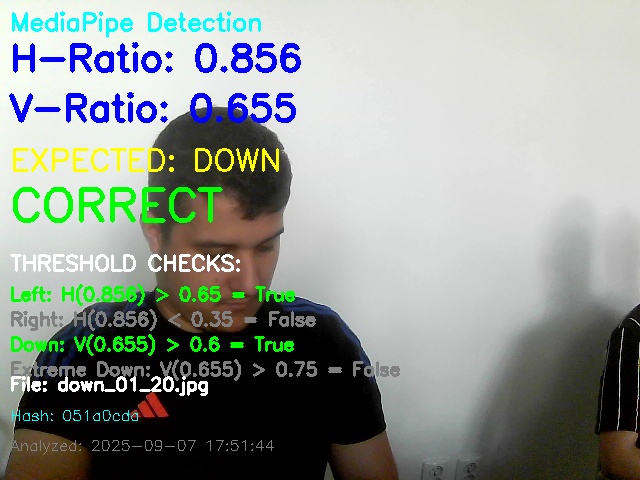 MediaPipe Detection
H-Ratio: 0.856
V-Ratio: 0.655
EXPECTED: DOWN
CORRECT
THRESHOLD CHECKS:
Left: H(0.856) > 0.65 = True
Right: H(0.856) < 0.35 = False
Down: V(0.655) > 0.6 = True
Extreme Down: V(0.655) > 0.75 = False
File: down_01_20.jpg
Hash: 051a0cda
Analyzed: 2025-09-07 17:51:44